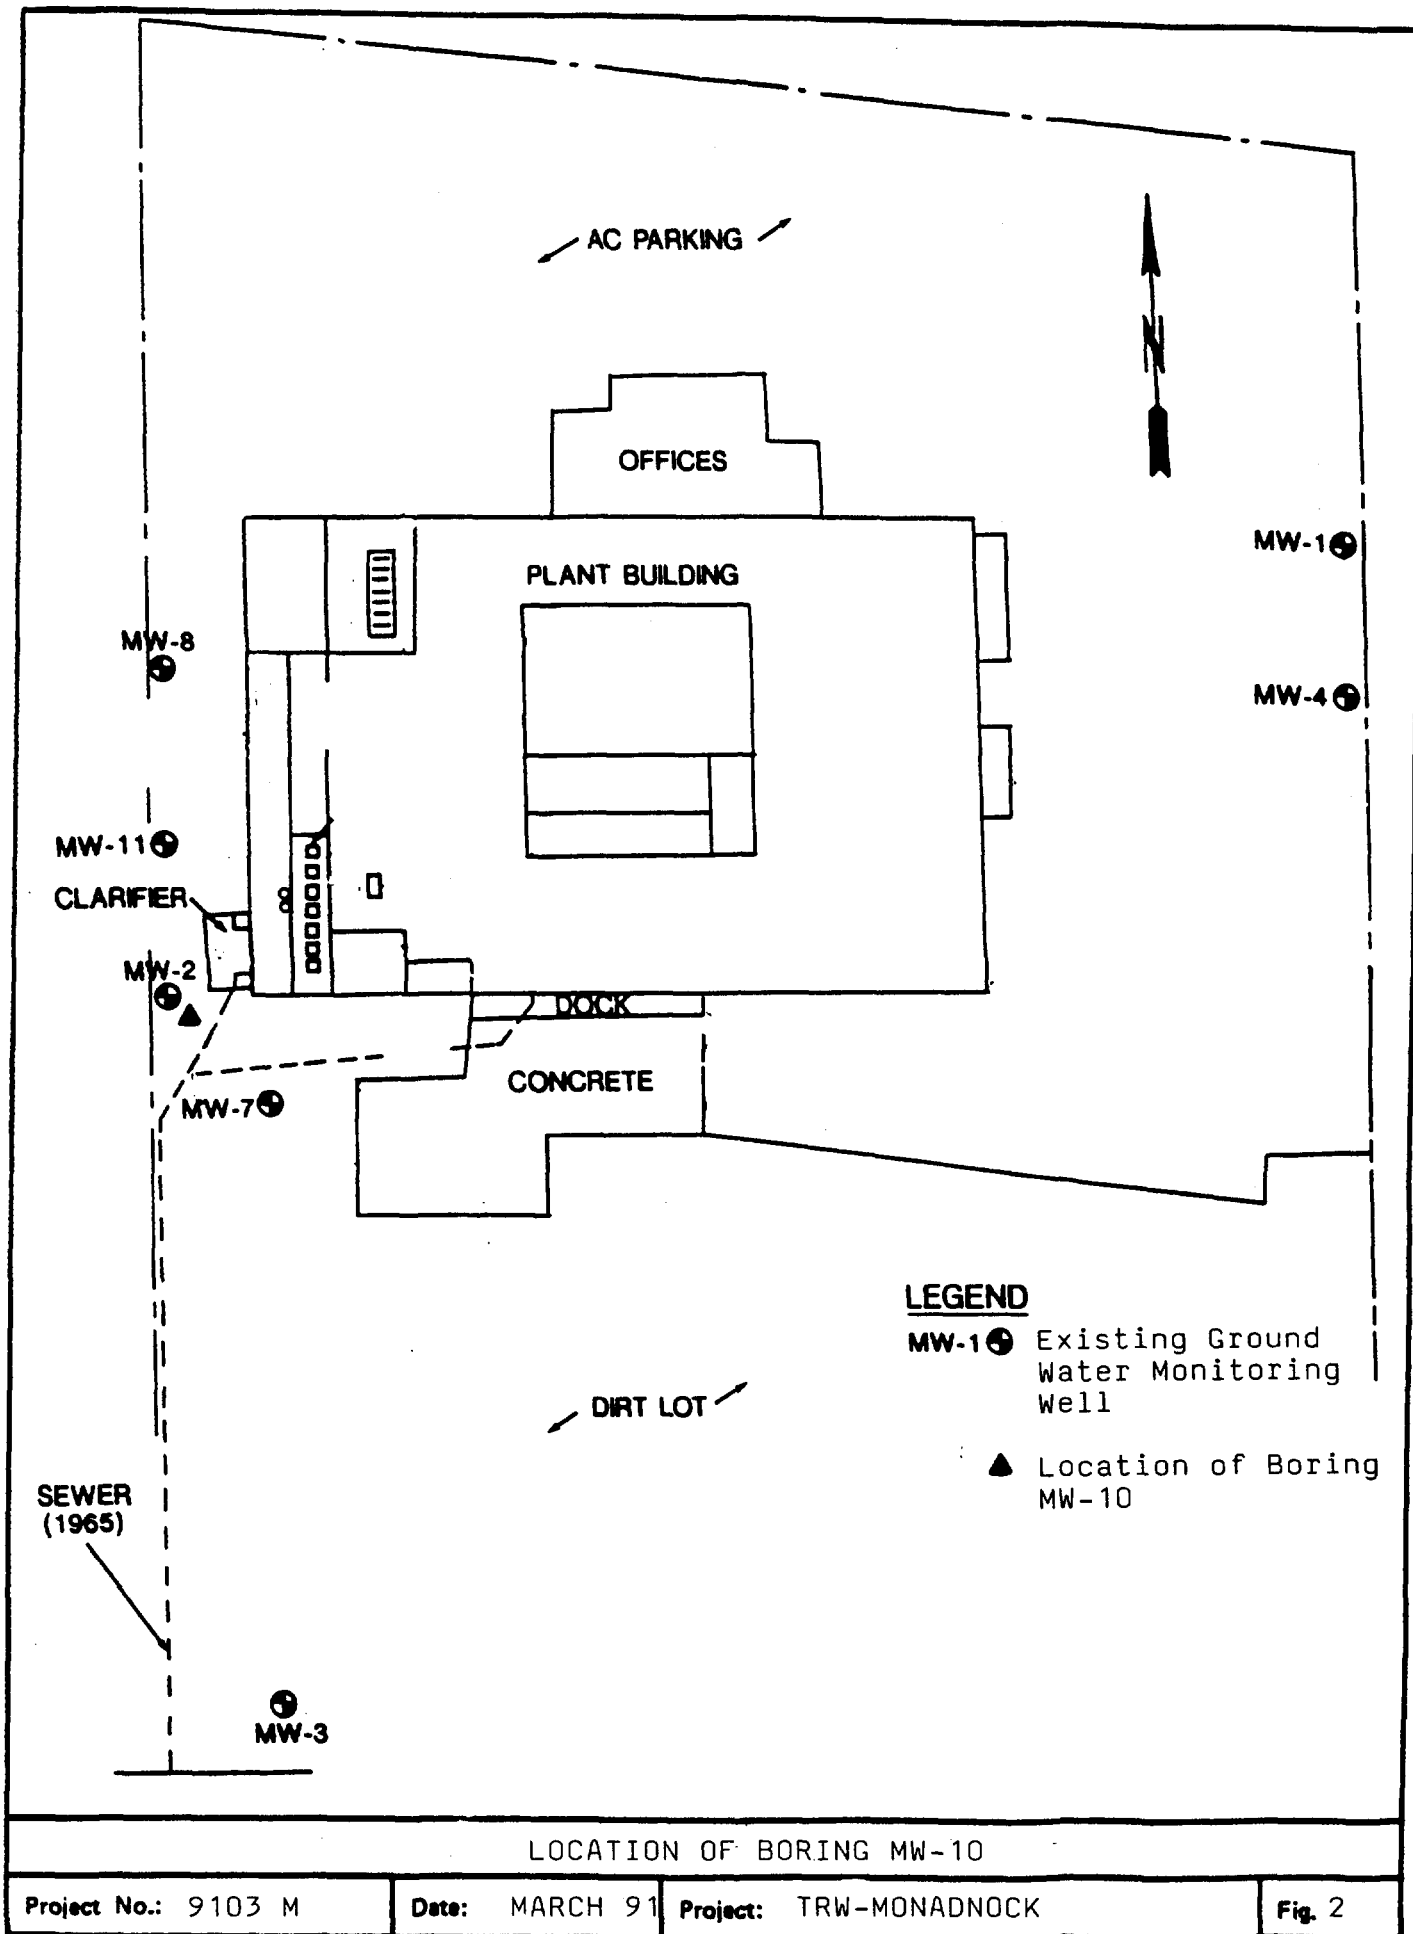 AC PARKING
N
OFFICES
MW-1
PLANT BUILDING
MW-8
MW-4
MW-11
CLARIFIER
MW-2
DOCK
CONCRETE
MW-7
LEGEND
MW-1 Existing Ground
Water Monitoring
Well
DIRT LOT
Location of Boring
MW-10
SEWER
(1965)
MW-3
LOCATION OF BORING MW-10
Project No.: 9103 M
Date: MARCH 91
Project: TRW-MONADNOCK
Fig. 2